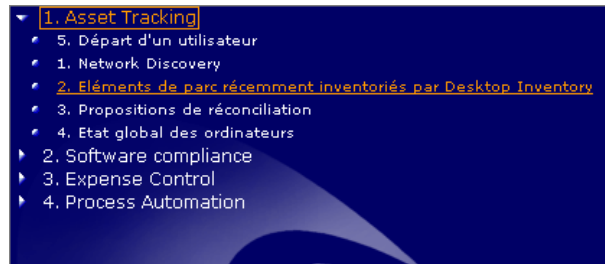 1. Asset Tracking
5. Départ d'un utilisateur
1. Network Discovery
2. Eléments de parc récemment inventoriés par Desktop Inventory
3. Propositions de réconciliation
4. Etat global des ordinateurs
2. Software compliance
3. Expense Control
4. Process Automation